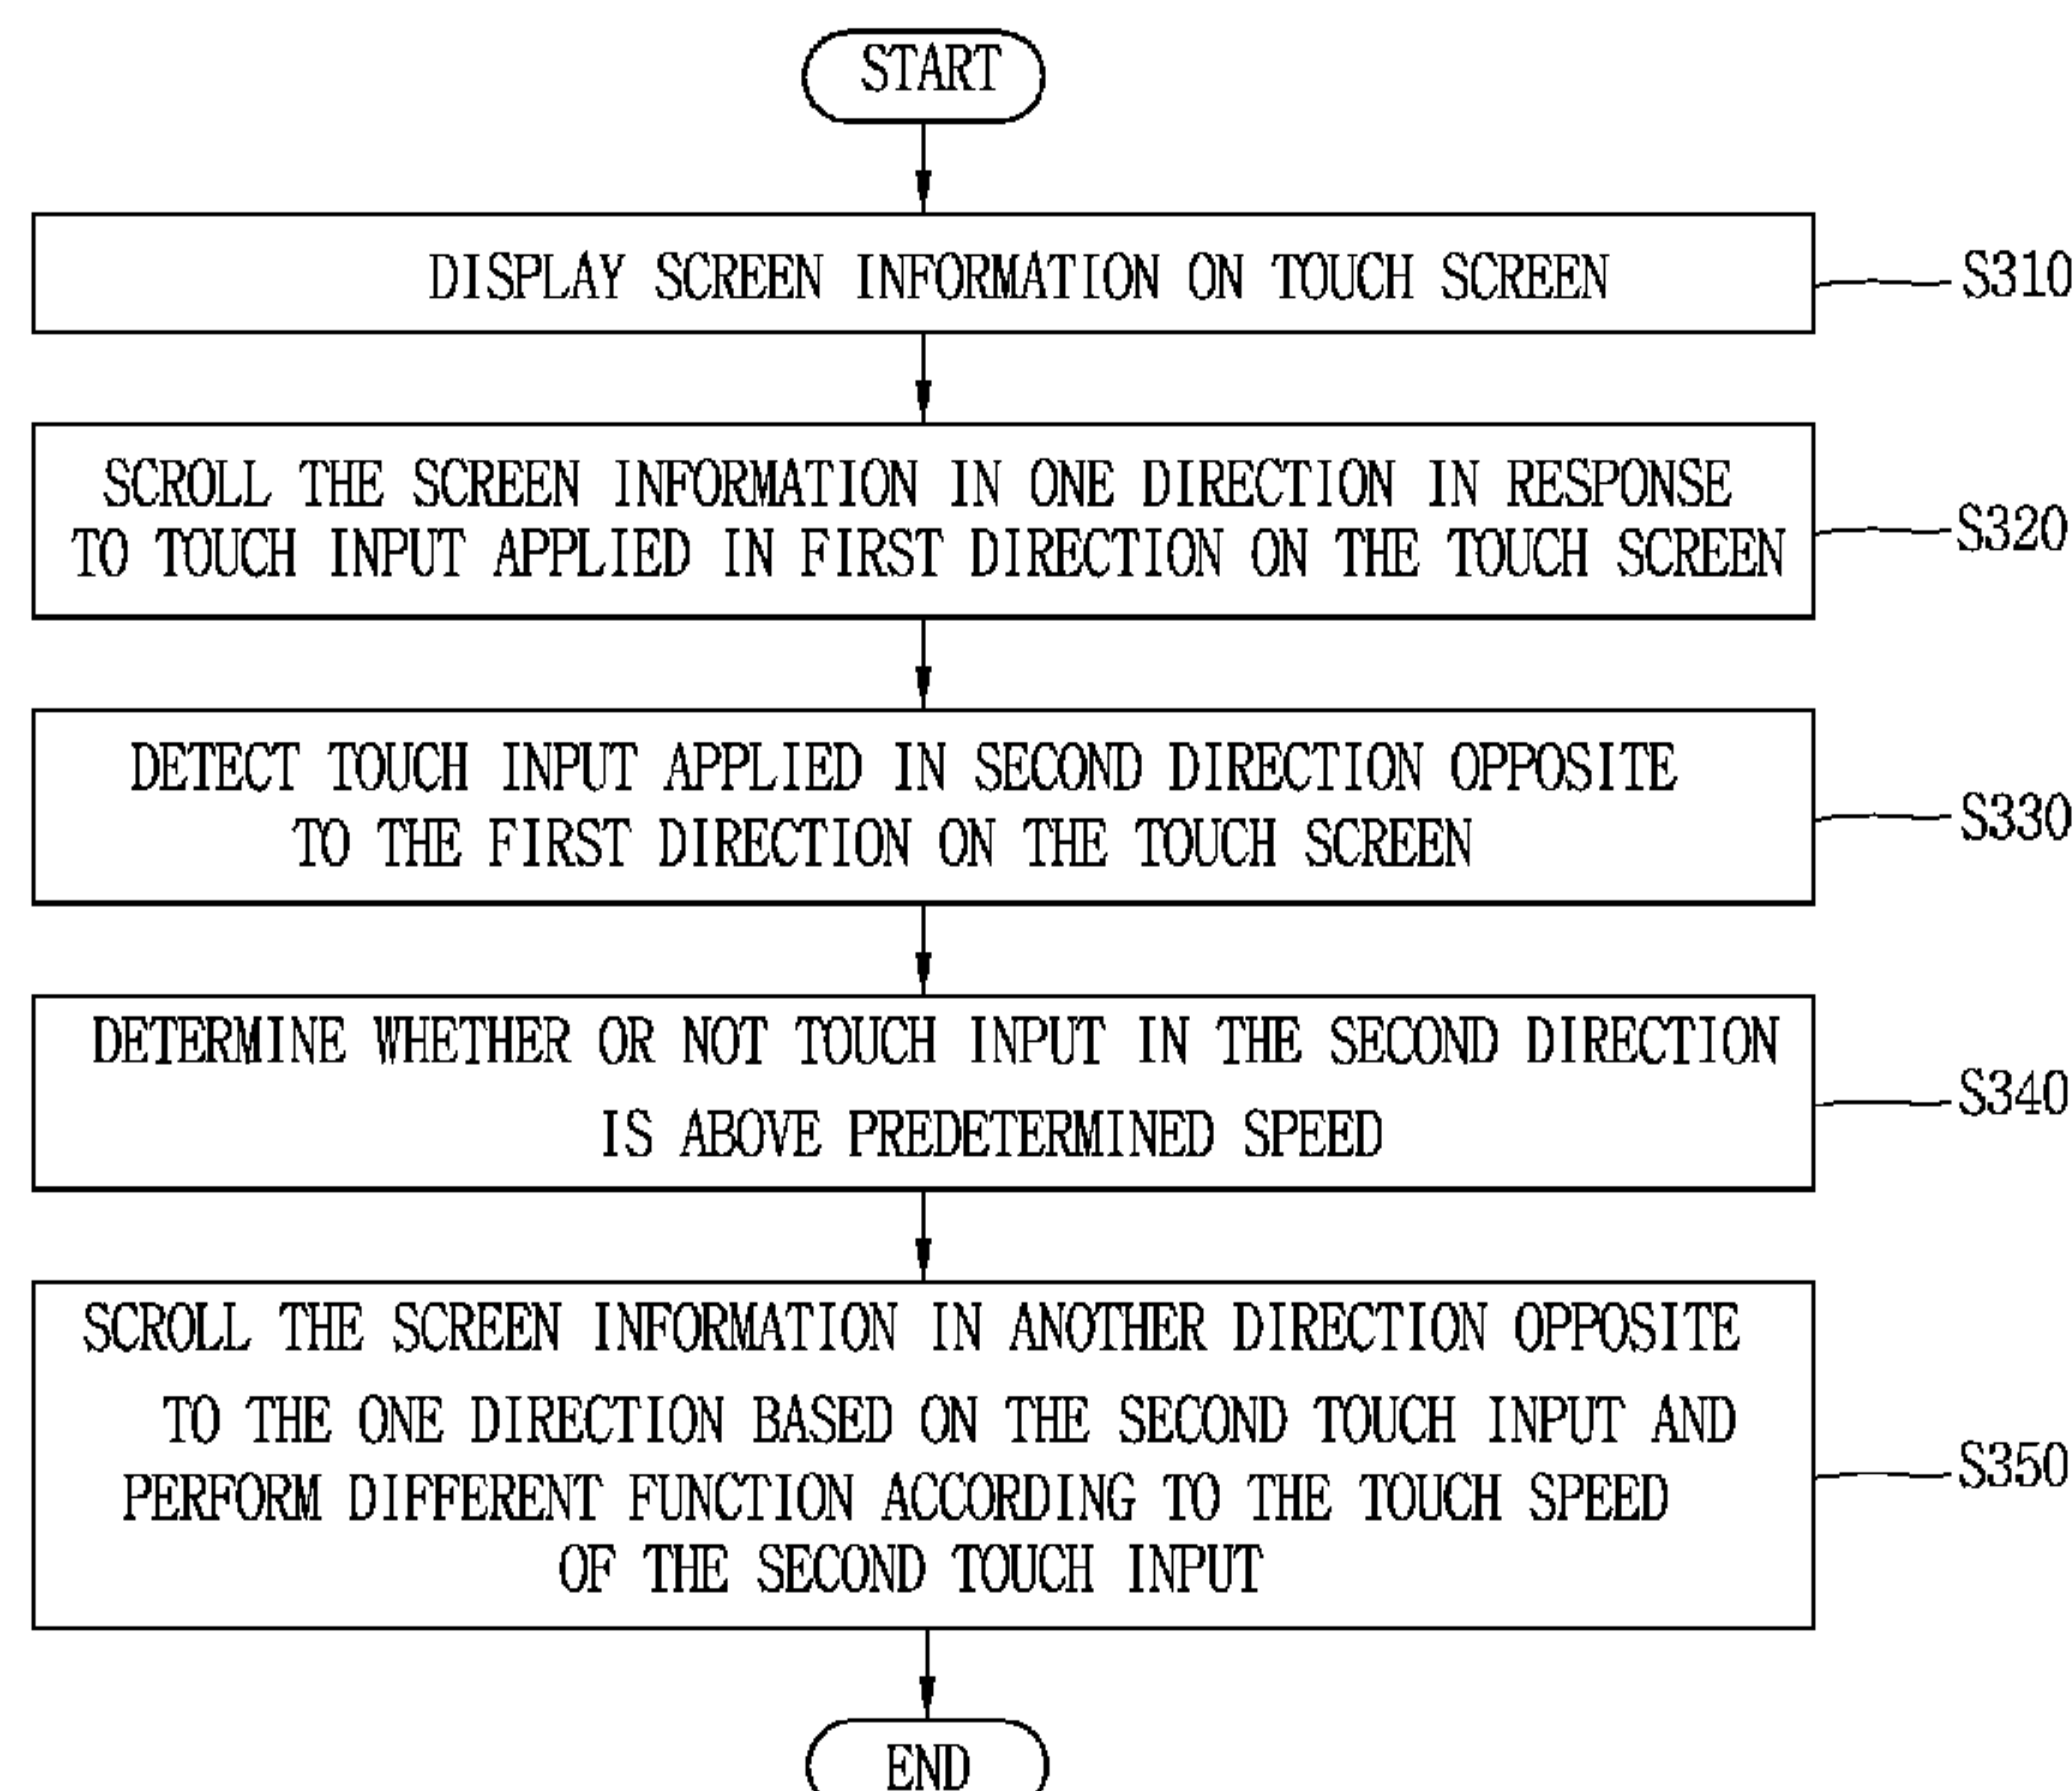 START
DISPLAY SCREEN INFORMATION ON TOUCH SCREEN
S310
SCROLL THE SCREEN INFORMATION IN ONE DIRECTION IN RESPONSE
TO TOUCH INPUT APPLIED IN FIRST DIRECTION ON THE TOUCH SCREEN
S320
DETECT TOUCH INPUT APPLIED IN SECOND DIRECTION OPPOSITE
TO THE FIRST DIRECTION ON THE TOUCH SCREEN
S330
DETERMINE WHETHER OR NOT TOUCH INPUT IN THE SECOND DIRECTION
IS ABOVE PREDETERMINED SPEED
S340
SCROLL THE SCREEN INFORMATION IN ANOTHER DIRECTION OPPOSITE
TO THE ONE DIRECTION BASED ON THE SECOND TOUCH INPUT AND
PERFORM DIFFERENT FUNCTION ACCORDING TO THE TOUCH SPEED
OF THE SECOND TOUCH INPUT
S350
END